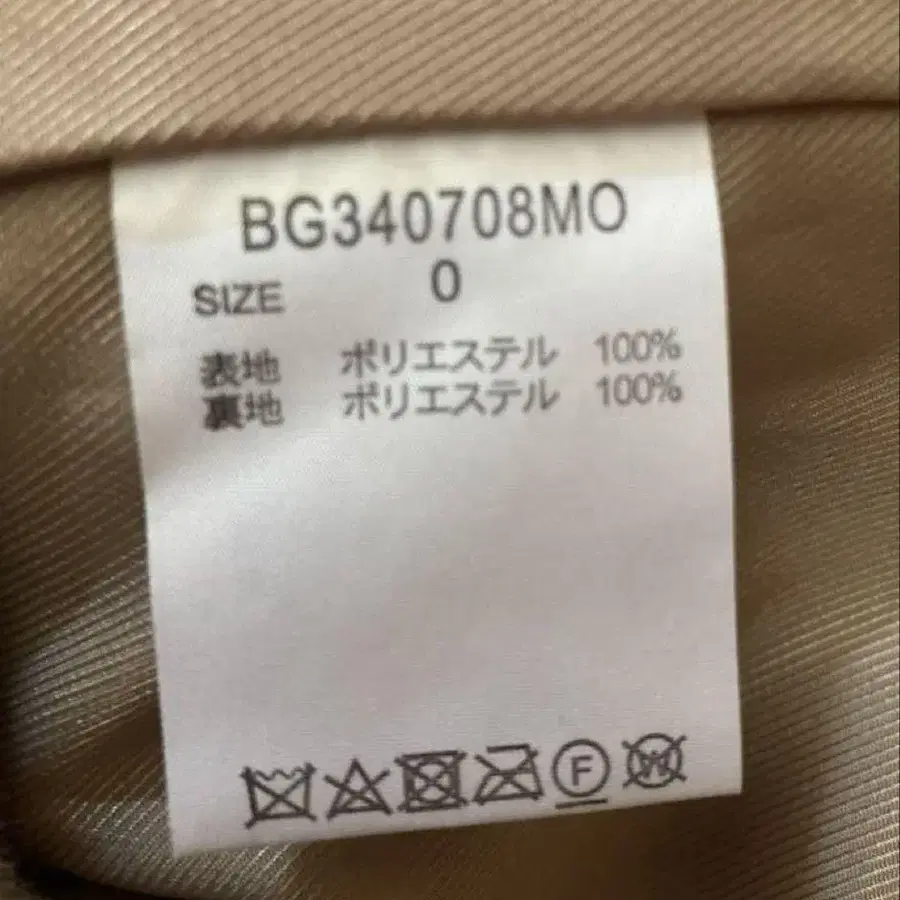 BG340708MO
SIZE 0
表地 ポリエステル 100%
裏地 ポリエステル 100%
F W